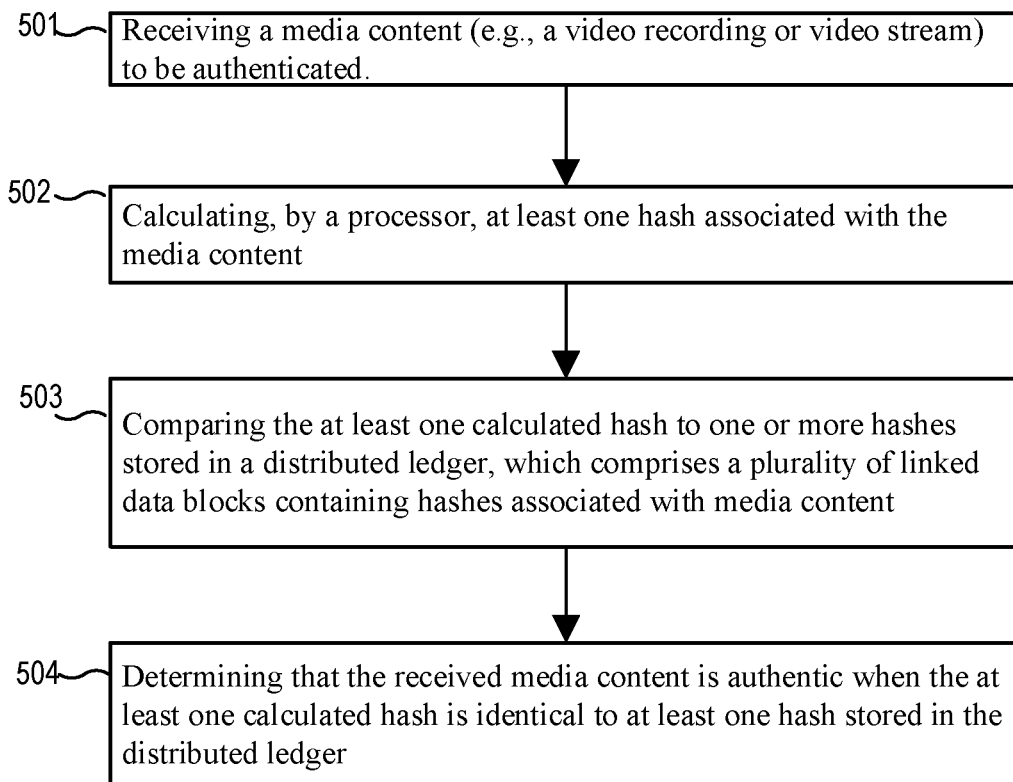 501
Receiving a media content (e.g., a video recording or video stream)
to be authenticated.
502
Calculating, by a processor, at least one hash associated with the
media content
503
Comparing the at least one calculated hash to one or more hashes
stored in a distributed ledger, which comprises a plurality of linked
data blocks containing hashes associated with media content
504
Determining that the received media content is authentic when the at
least one calculated hash is identical to at least one hash stored in the
distributed ledger